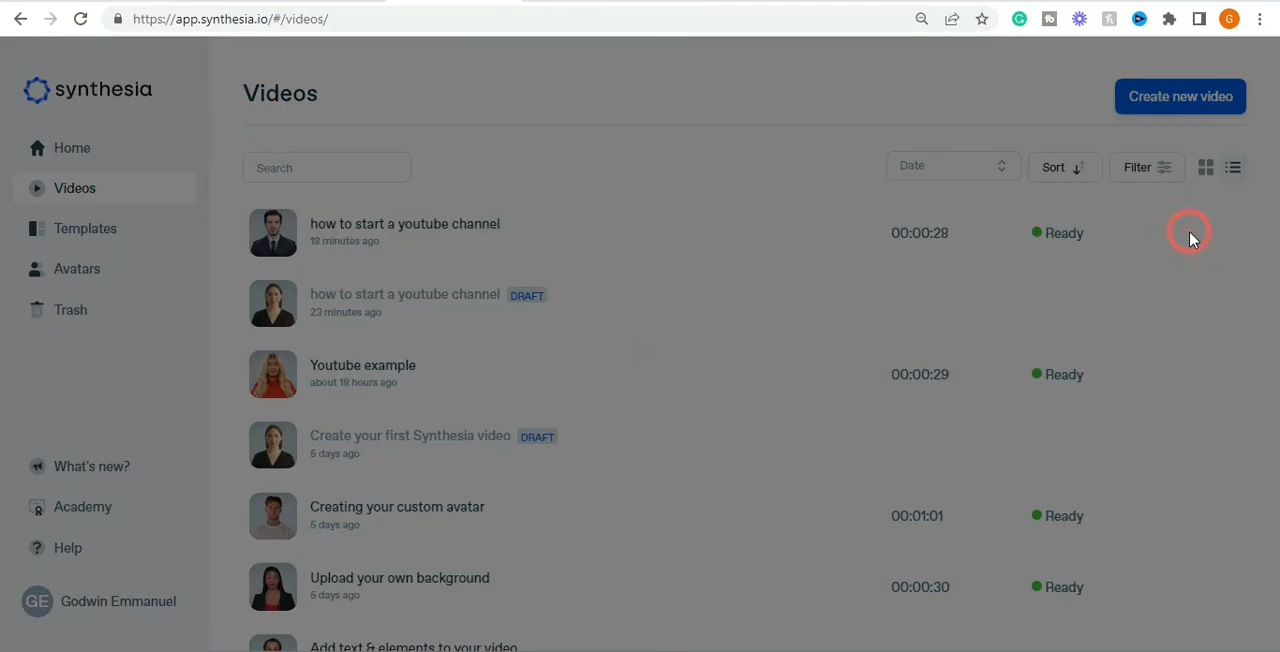 https://app.synthesia.io/#/videos/
G
synthesia
Videos
Create new video
Home
Search
Date
Sort
Filter
Videos
Templates
how to start a youtube channel
18 minutes ago
00:00:28
Ready
Avatars
how to start a youtube channel DRAFT
23 minutes ago
Trash
Youtube example
about 18 hours ago
00:00:29
Ready
Create your first Synthesia video DRAFT
5 days ago
What's new?
Creating your custom avatar
5 days ago
00:01:01
Ready
Academy
? Help
Upload your own background
5 days ago
00:00:30
Ready
GE Godwin Emmanuel
Add text & elements to your video